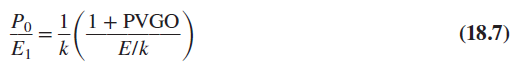 P₀/E₁ = 1/k (1 + PVGO / E/k) (18.7)